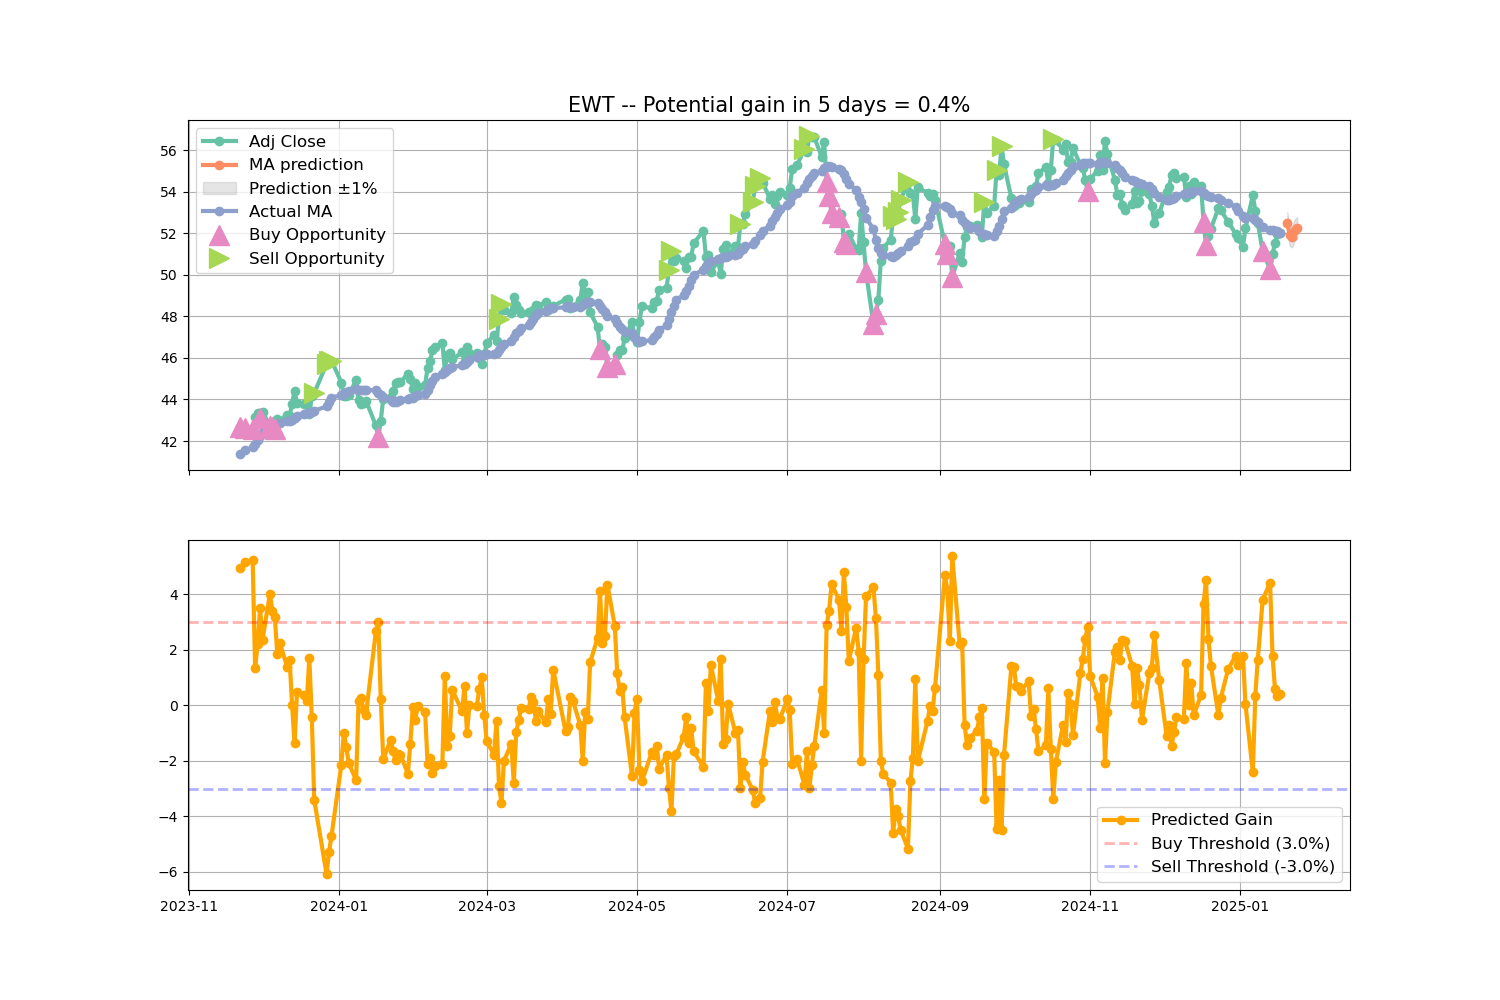 EWT -- Potential gain in 5 days = 0.4%
Adj Close
MA prediction
Prediction ±1%
Actual MA
Buy Opportunity
Sell Opportunity
56
54
52
50
48
46
44
42
4
2
0
−2
−4
−6
Predicted Gain
Buy Threshold (3.0%)
Sell Threshold (-3.0%)
2023-11 2024-01 2024-03 2024-05 2024-07 2024-09 2024-11 2025-01